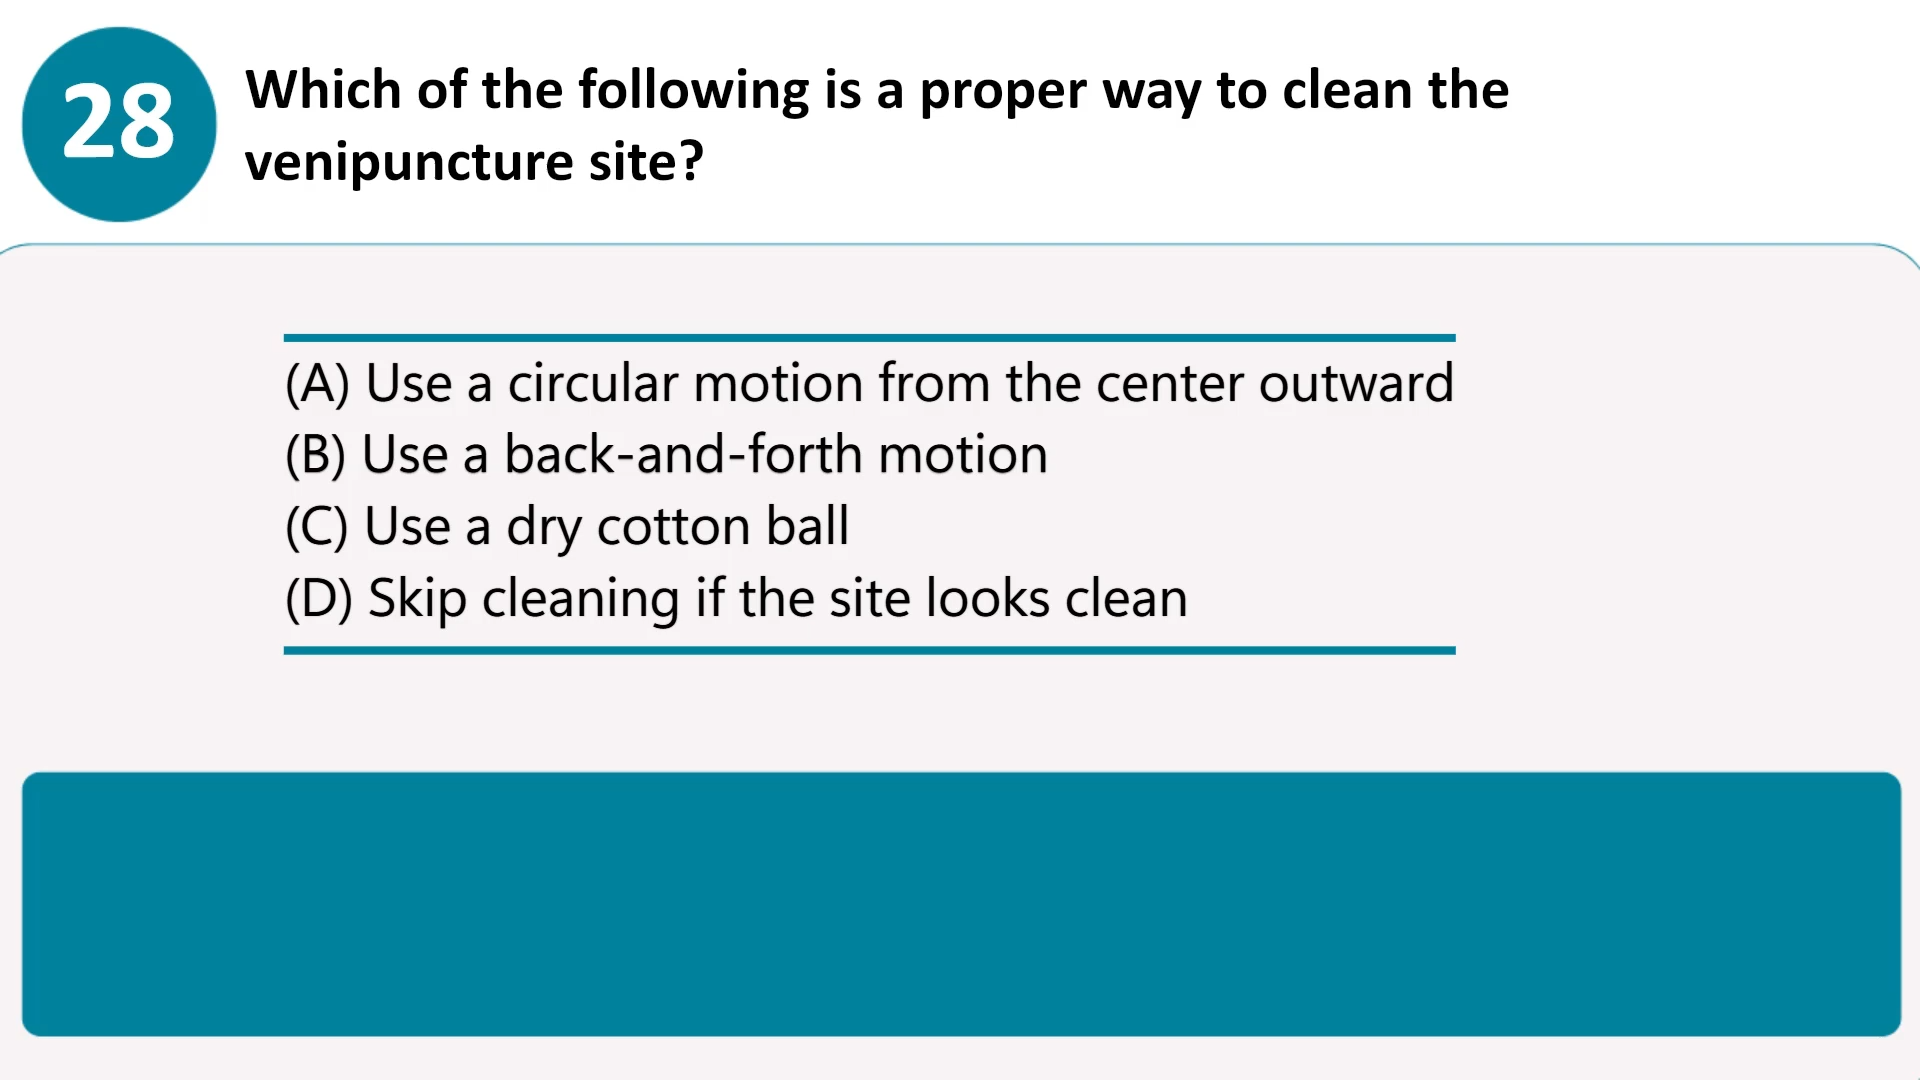 28
Which of the following is a proper way to clean the
venipuncture site?
(A) Use a circular motion from the center outward
(B) Use a back-and-forth motion
(C) Use a dry cotton ball
(D) Skip cleaning if the site looks clean